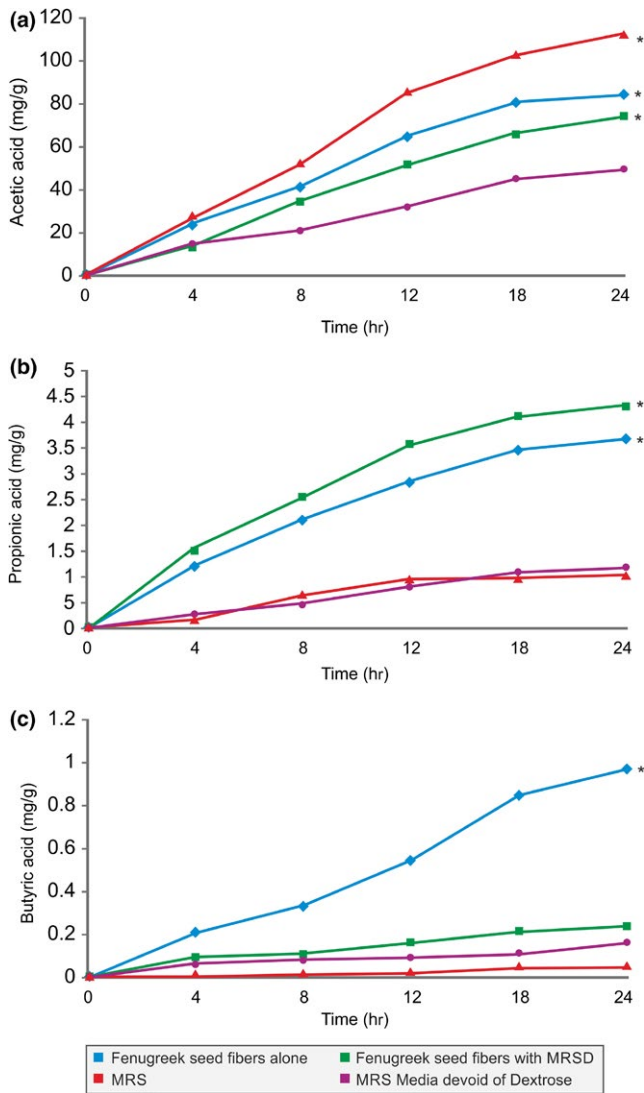 (a)
120
100
80
60
40
20
0
Acetic acid (mg/g)
*
*
*
0 4 8 12 18 24
Time (hr)
(b)
4
4.5
4
3.5
3
2.5
2
1.5
1
5
0
Propionic acid (mg/g)
*
*
0 4 8 12 18 24
Time (hr)
(c)
1.2
1
0.8
0.6
0.4
0.2
0
Butyric acid (mg/g)
*
0 4 8 12 18 24
Time (hr)
Fenugreek seed fibers alone Fenugreek seed fibers with MRSD
MRS MRS Media devoid of Dextrose